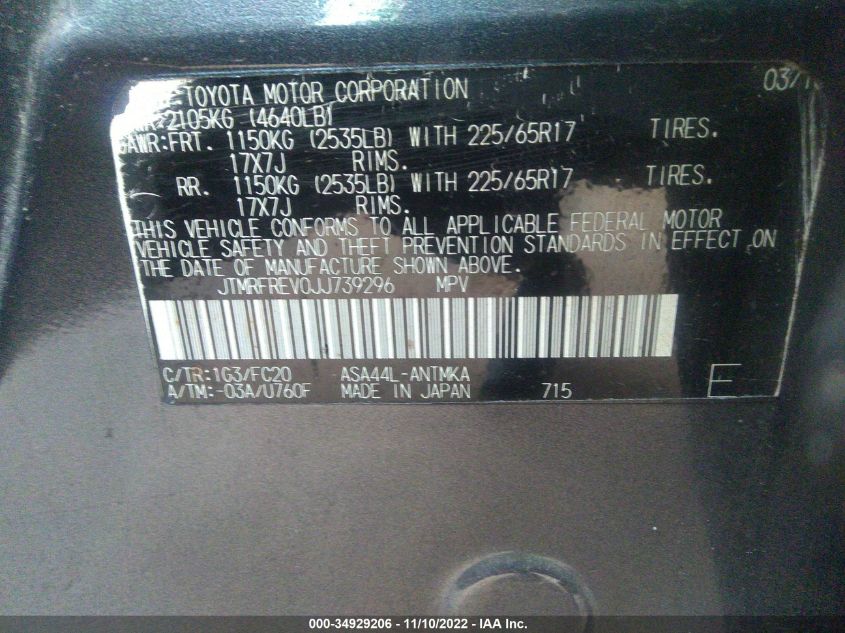 TOYOTA MOTOR CORPORATION 03/1
2105KG (4640LB)
GAWR:FRT. 1150KG (2535LB) WITH 225/65R17 TIRES.
17X7J RIMS.
RR. 1150KG (2535LB) WITH 225/65R17 TIRES.
17X7J RIMS.
THIS VEHICLE CONFORMS TO ALL APPLICABLE FEDERAL MOTOR
VEHICLE SAFETY AND THEFT PREVENTION STANDARDS IN EFFECT ON
THE DATE OF MANUFACTURE SHOWN ABOVE.
JTMRFREV0JJ739296 MPV
C/TR:1G3/FC20 ASA44L-ANTMKA
A/TM:-03A/U760F MADE IN JAPAN 715 E
000-34929206 - 11/10/2022 - IAA Inc.